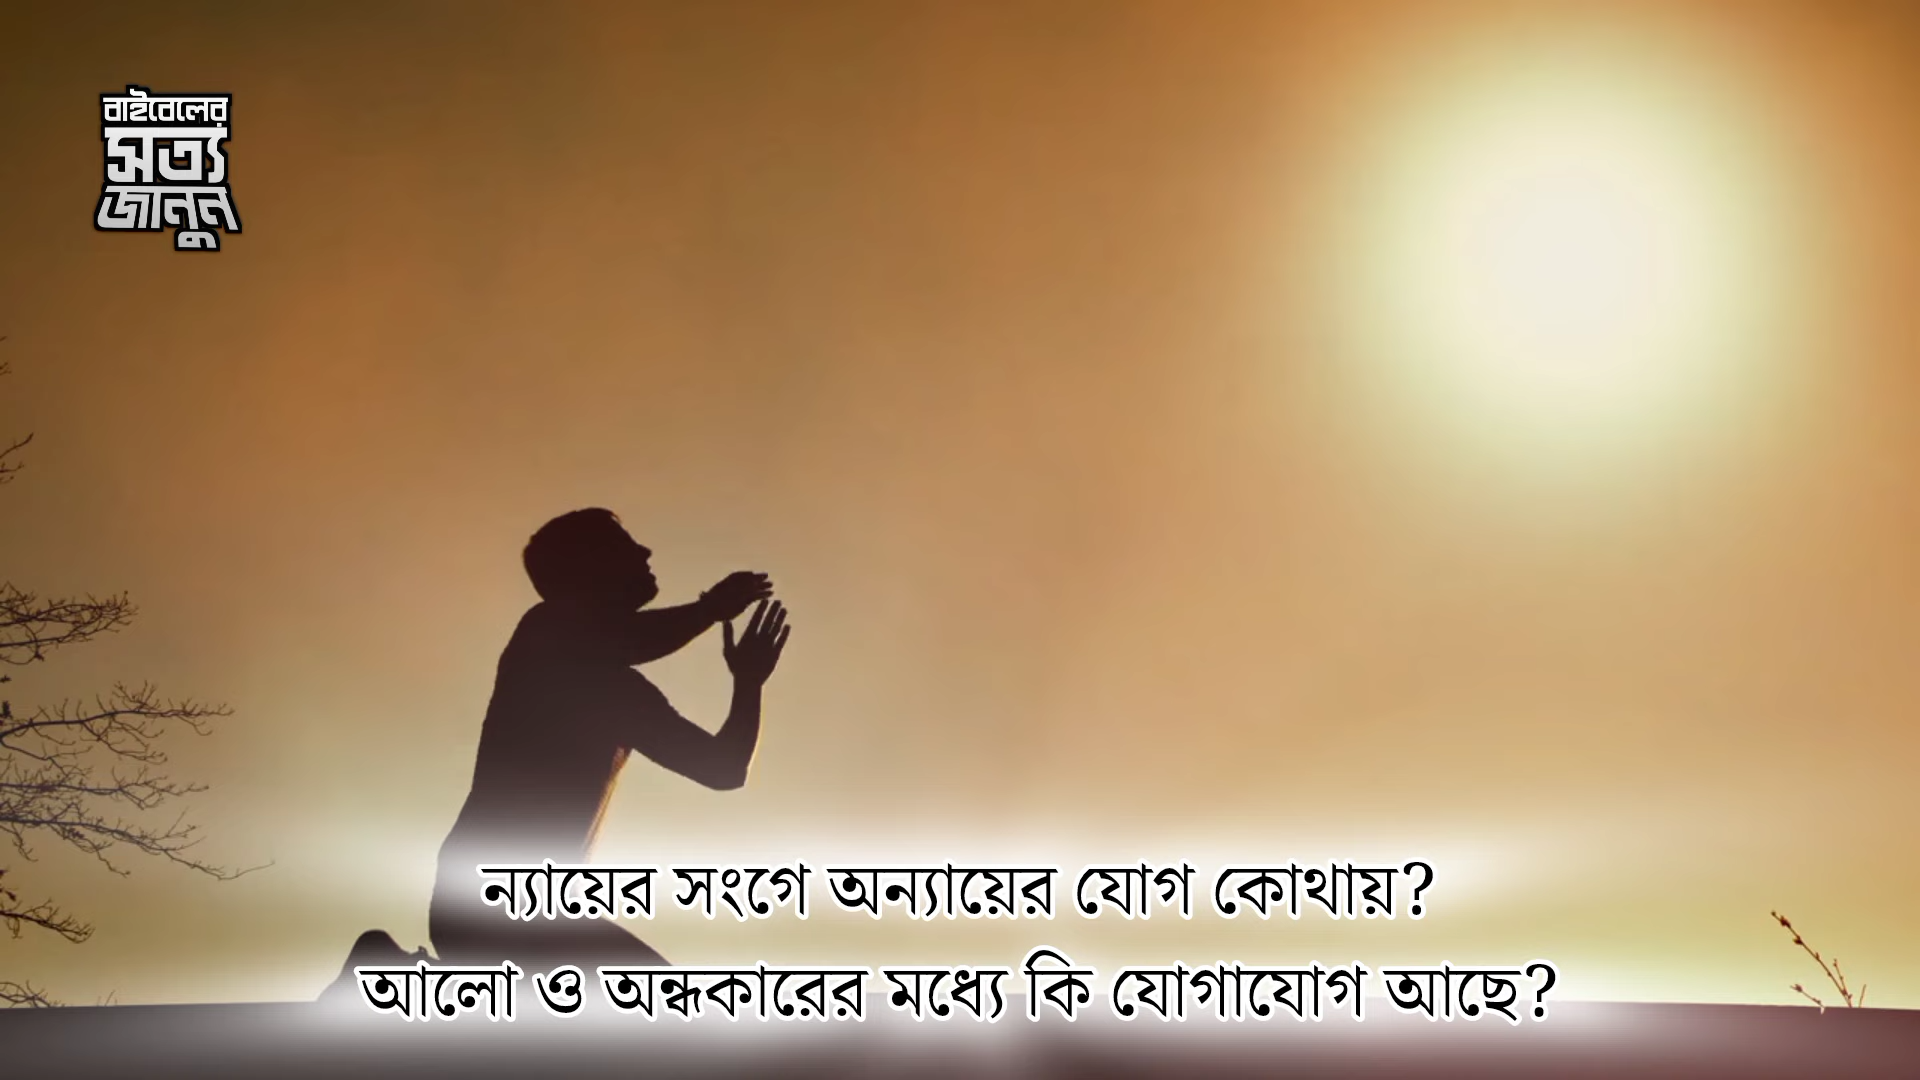 বাইবেলের
সত্য
জানুন
ন্যায়ের সংগে অন্যায়ের যোগ কোথায়?
আলো ও অন্ধকারের মধ্যে কি যোগাযোগ আছে?